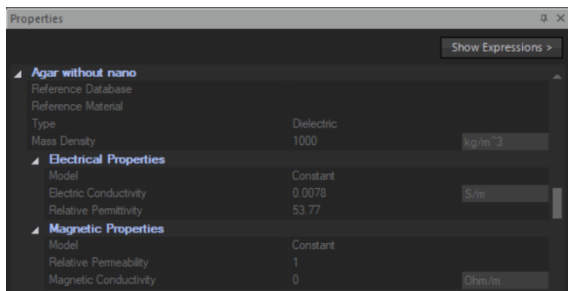 Properties
Show Expressions >
Agar without nano
Reference Database
Reference Material
Type Dielectric
Mass Density 1000 kg/m^3
Electrical Properties
Model Constant
Electric Conductivity 0.0078 S/m
Relative Permittivity 53.77
Magnetic Properties
Model Constant
Relative Permeability 1
Magnetic Conductivity 0 Ohm/m